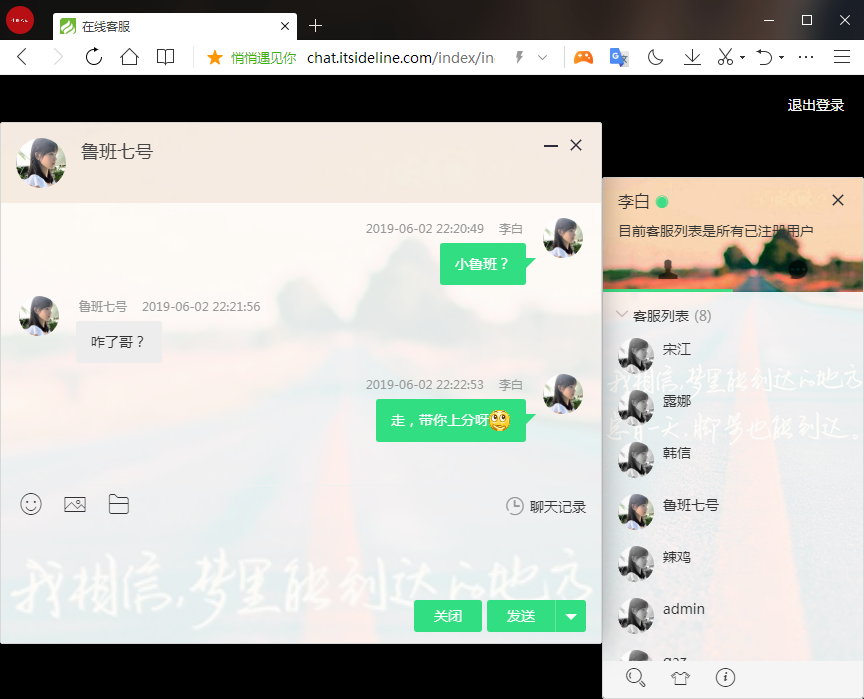 在线客服
悄悄遇见你
chat.itsideline.com/index/in
退出登录
鲁班七号
2019-06-02 22:20:49 李白
小鲁班？
鲁班七号 2019-06-02 22:21:56
咋了哥？
2019-06-02 22:22:53 李白
走，带你上分呀
聊天记录
我相信,梦里能到达的地方
关闭
发送
李白
目前客服列表是所有已注册用户
客服列表 (8)
宋江
我相信,梦里能到达的地方
露娜
总有一天,脚步也能到达。
韩信
鲁班七号
辣鸡
admin